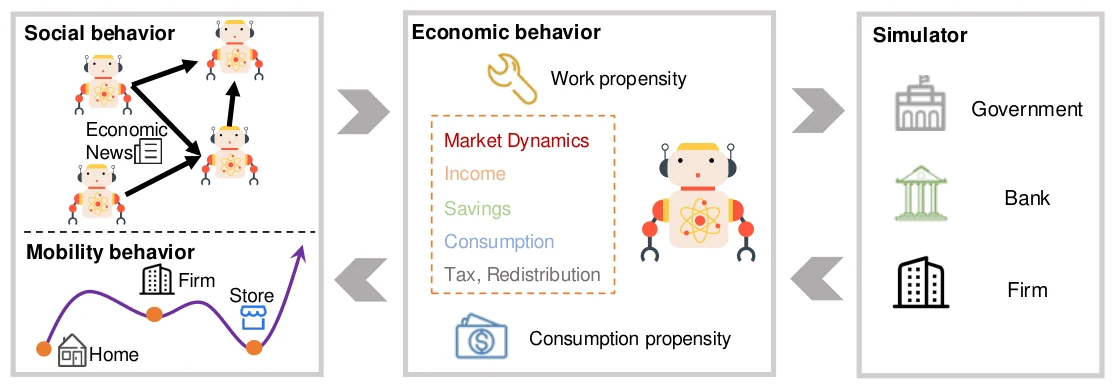 Social behavior
Economic
News
Mobility behavior
Firm
Store
Home
Economic behavior
Work propensity
Market Dynamics
Income
Savings
Consumption
Tax, Redistribution
Consumption propensity
Simulator
Government
Bank
Firm